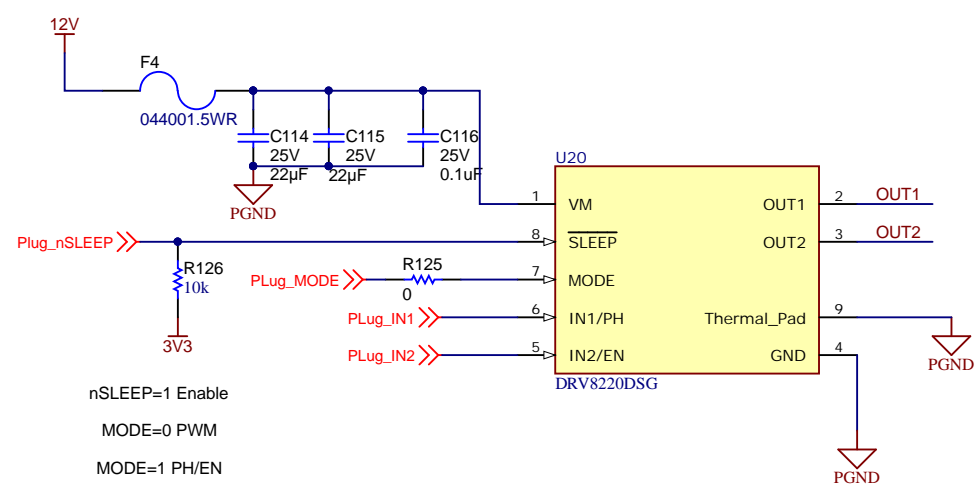 12V
F4
044001.5WR
C114
25V
22µF
C115
25V
22µF
C116
25V
0.1uF
PGND
U20
1
VM
OUT1
2
OUT1
Plug_nSLEEP
8
SLEEP
OUT2
3
OUT2
R126
10k
3V3
PLug_MODE
R125
0
7
MODE
PLug_IN1
6
IN1/PH
Thermal_Pad
9
PGND
PLug_IN2
5
IN2/EN
GND
4
DRV8220DSG
PGND
nSLEEP=1 Enable
MODE=0 PWM
MODE=1 PH/EN